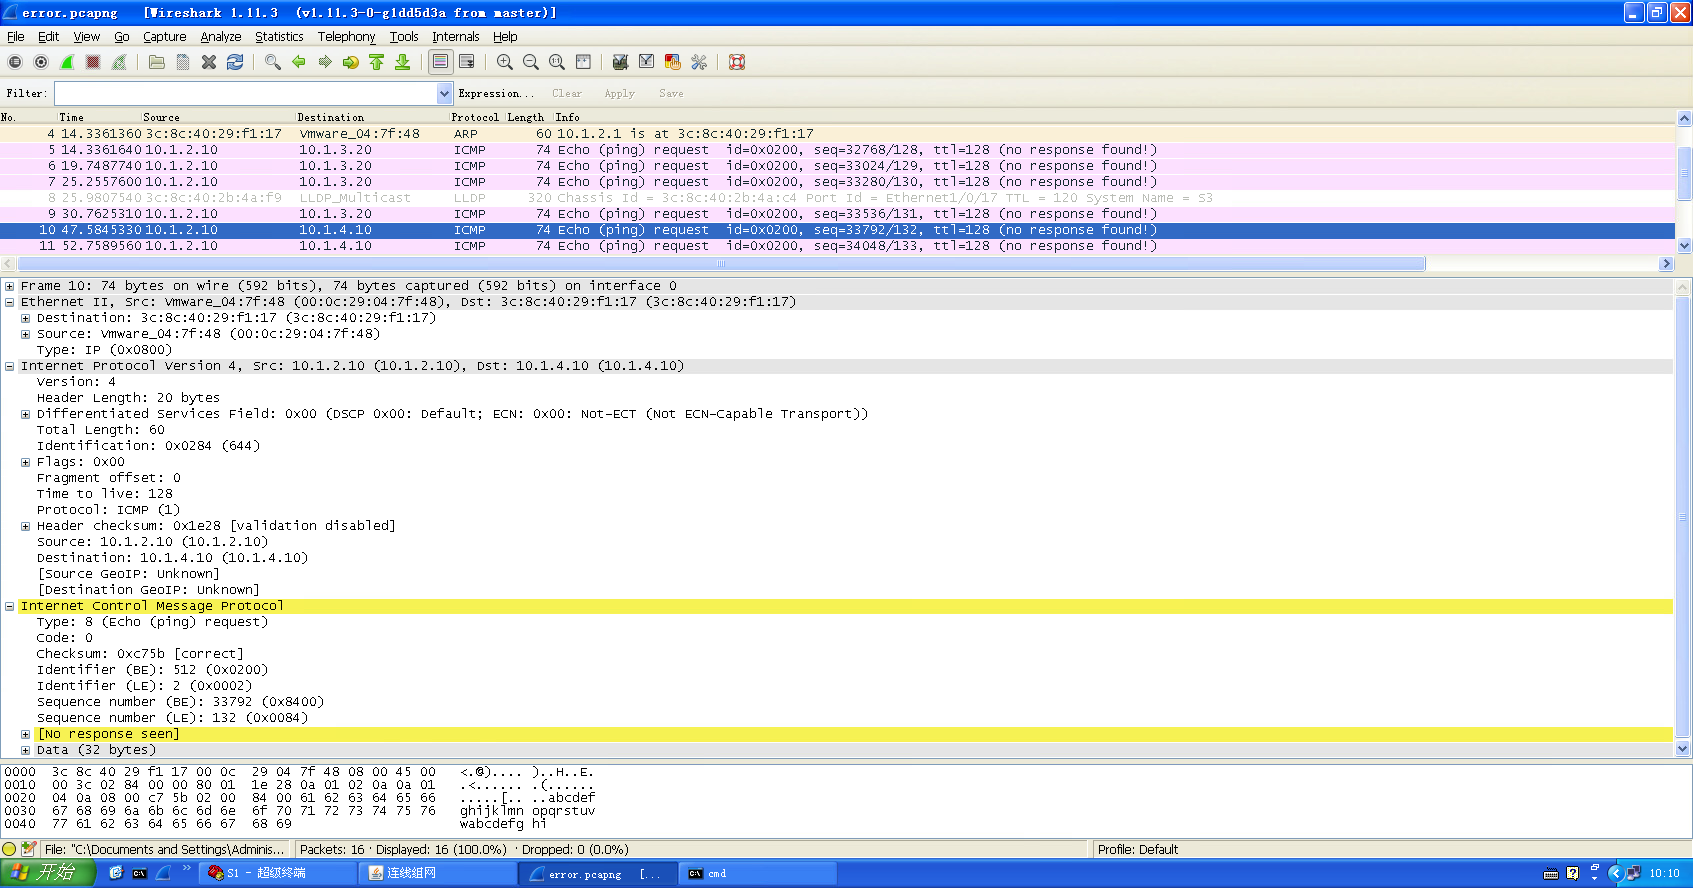 error.pcapng [Wireshark 1.11.3 (v1.11.3-0-g1dd5d3a from master)]
File Edit View Go Capture Analyze Statistics Telephony Tools Internals Help
Filter: Expression... Clear Apply Save
No. Time Source Destination Protocol Length Info
4 14.3361360 3c:8c:40:29:f1:17 Vmware_04:7f:48 ARP 60 10.1.2.1 is at 3c:8c:40:29:f1:17
5 14.3361640 10.1.2.10 10.1.3.20 ICMP 74 Echo (ping) request id=0x0200, seq=32768/128, ttl=128 (no response found!)
6 19.7487740 10.1.2.10 10.1.3.20 ICMP 74 Echo (ping) request id=0x0200, seq=33024/129, ttl=128 (no response found!)
7 25.2557600 10.1.2.10 10.1.3.20 ICMP 74 Echo (ping) request id=0x0200, seq=33280/130, ttl=128 (no response found!)
8 25.9807540 3c:8c:40:2b:4a:f9 LLDP_Multicast LLDP 320 Chassis Id = 3c:8c:40:2b:4a:c4 Port Id = Ethernet1/0/17 TTL = 120 System Name = S3
9 30.7625310 10.1.2.10 10.1.3.20 ICMP 74 Echo (ping) request id=0x0200, seq=33536/131, ttl=128 (no response found!)
10 47.5845330 10.1.2.10 10.1.4.10 ICMP 74 Echo (ping) request id=0x0200, seq=33792/132, ttl=128 (no response found!)
11 52.7589560 10.1.2.10 10.1.4.10 ICMP 74 Echo (ping) request id=0x0200, seq=34048/133, ttl=128 (no response found!)
Frame 10: 74 bytes on wire (592 bits), 74 bytes captured (592 bits) on interface 0
Ethernet II, Src: Vmware_04:7f:48 (00:0c:29:04:7f:48), Dst: 3c:8c:40:29:f1:17 (3c:8c:40:29:f1:17)
Destination: 3c:8c:40:29:f1:17 (3c:8c:40:29:f1:17)
Source: Vmware_04:7f:48 (00:0c:29:04:7f:48)
Type: IP (0x0800)
Internet Protocol Version 4, Src: 10.1.2.10 (10.1.2.10), Dst: 10.1.4.10 (10.1.4.10)
Version: 4
Header Length: 20 bytes
Differentiated Services Field: 0x00 (DSCP 0x00: Default; ECN: 0x00: Not-ECT (Not ECN-Capable Transport))
Total Length: 60
Identification: 0x0284 (644)
Flags: 0x00
Fragment offset: 0
Time to live: 128
Protocol: ICMP (1)
Header checksum: 0x1e28 [validation disabled]
Source: 10.1.2.10 (10.1.2.10)
Destination: 10.1.4.10 (10.1.4.10)
[Source GeoIP: Unknown]
[Destination GeoIP: Unknown]
Internet Control Message Protocol
Type: 8 (Echo (ping) request)
Code: 0
Checksum: 0xc75b [correct]
Identifier (BE): 512 (0x0200)
Identifier (LE): 2 (0x0002)
Sequence number (BE): 33792 (0x8400)
Sequence number (LE): 132 (0x0084)
[No response seen]
Data (32 bytes)
0000 3c 8c 40 29 f1 17 00 0c 29 04 7f 48 08 00 45 00 <.@).... )..H..E.
0010 00 3c 02 84 00 00 80 01 1e 28 0a 01 02 0a 0a 01 .<...... .(......
0020 04 0a 08 00 c7 5b 02 00 84 00 61 62 63 64 65 66 .....[.. ..abcdef
0030 67 68 69 6a 6b 6c 6d 6e 6f 70 71 72 73 74 75 76 ghijklmn opqrstuv
0040 77 61 62 63 64 65 66 67 68 69 wabcdefg hi
File: "C:\Documents and Settings\Adminis... Packets: 16 · Displayed: 16 (100.0%) · Dropped: 0 (0.0%) Profile: Default
开始 S1 - 超级终端 连线组网 error.pcapng [... cmd 10:10